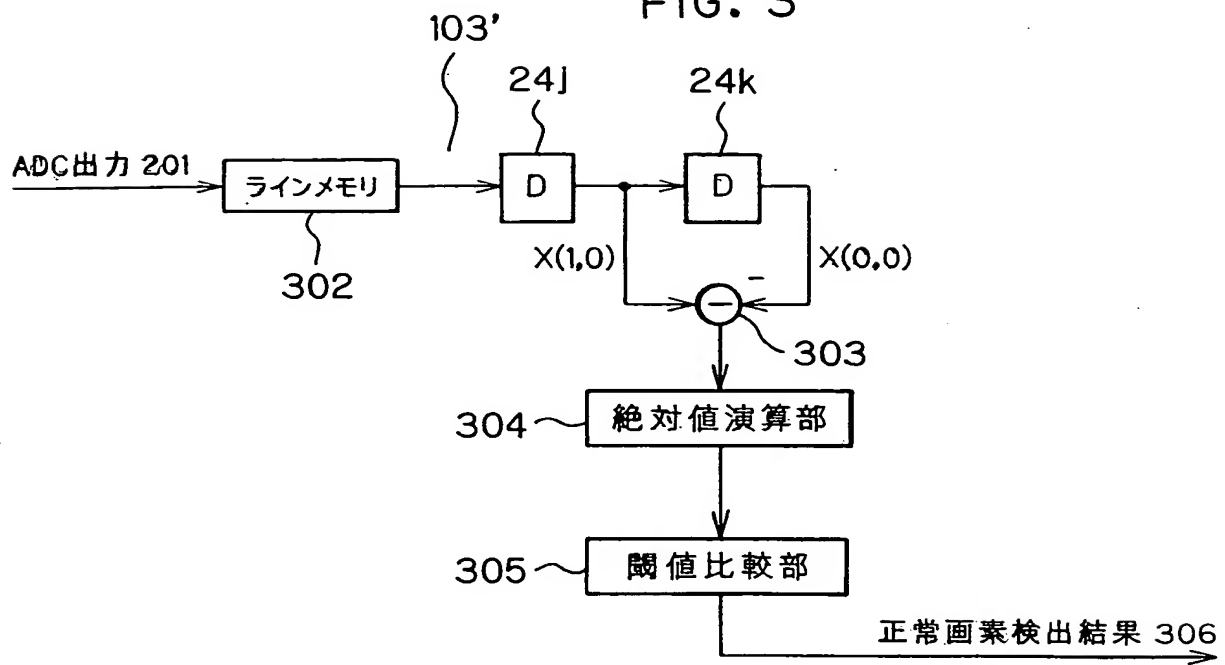 FIG. 3
103'
24j
24k
ADC出力 201
ラインメモリ
D
D
302
X(1,0)
X(0,0)
-
−
303
304
絶対値演算部
305
閾値比較部
正常画素検出結果 306